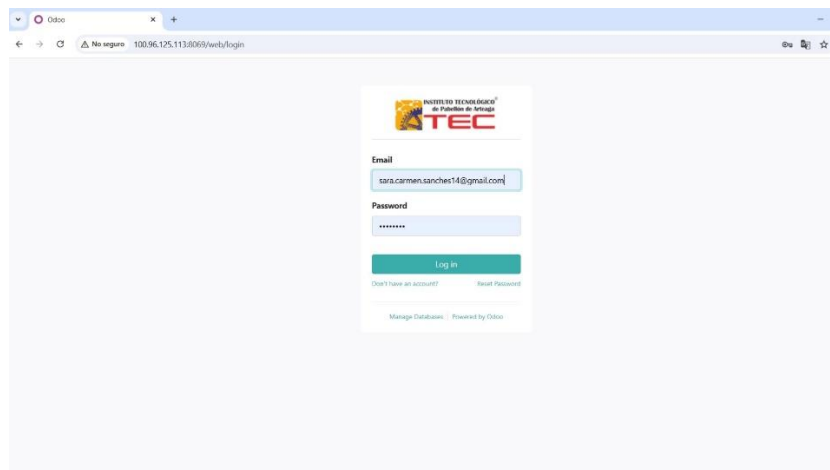 Odoo
No seguro 100.96.125.113:8069/web/login
INSTITUTO TECNOLÓGICO
de Pabellón de Arteaga
TEC
Email
sara.carmen.sanches14@gmail.com
Password
••••••••
Log in
Don't have an account? Reset Password
Manage Databases | Powered by Odoo